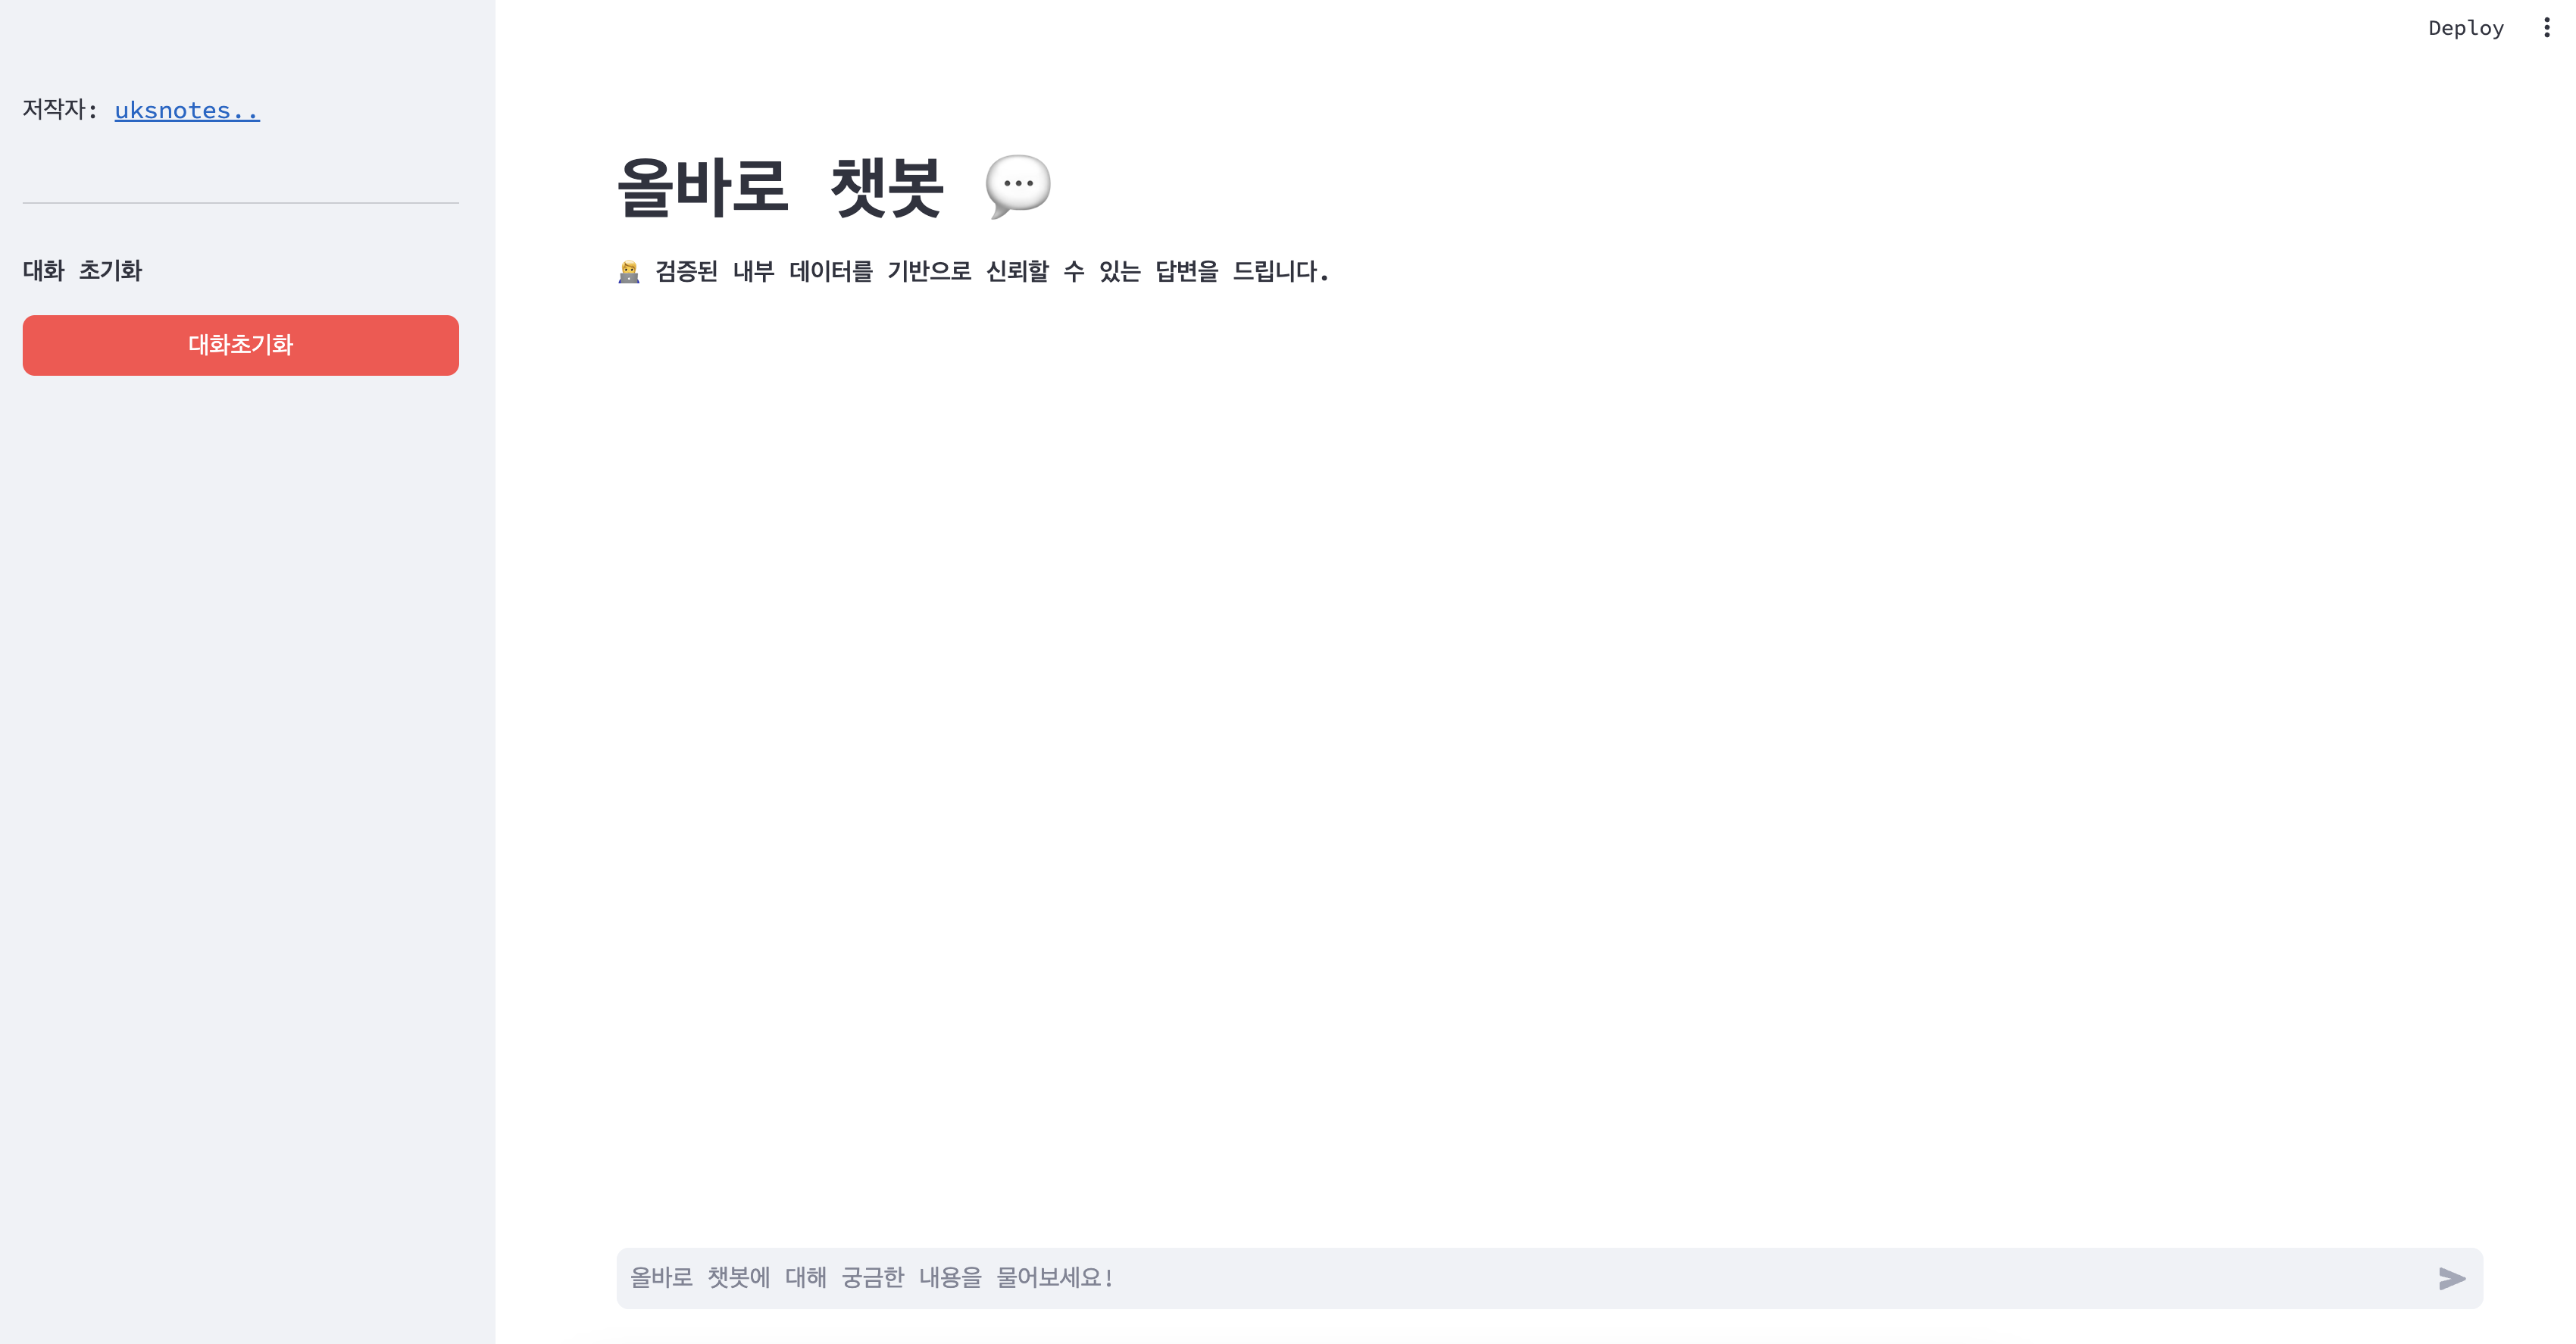 Deploy
저작자: uksnotes..
대화 초기화
대화초기화
올바로 챗봇 💬
🧑‍💻 검증된 내부 데이터를 기반으로 신뢰할 수 있는 답변을 드립니다.
올바로 챗봇에 대해 궁금한 내용을 물어보세요!